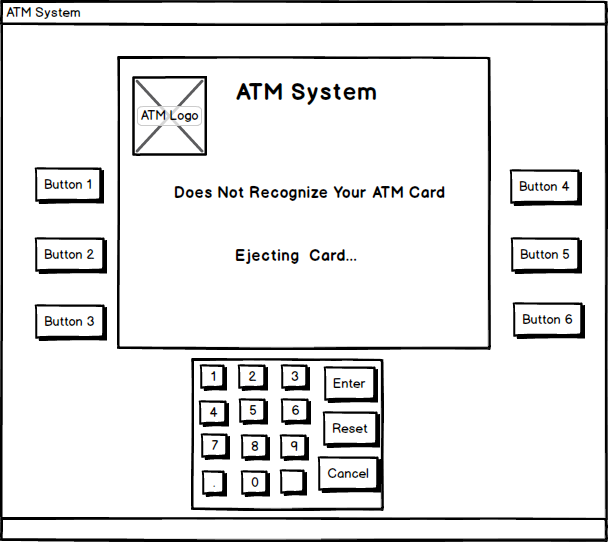 ATM System
ATM System
ATM Logo
Does Not Recognize Your ATM Card
Ejecting Card...
Button 1
Button 2
Button 3
Button 4
Button 5
Button 6
1 2 3 Enter
4 5 6 Reset
7 8 9 Cancel
. 0